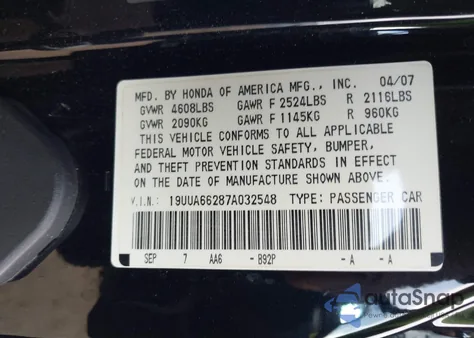 MFD. BY HONDA OF AMERICA MFG., INC. 04/07
GVWR 4608LBS GAWR F 2524LBS R 2116LBS
GVWR 2090KG GAWR F 1145KG R 960KG
THIS VEHICLE CONFORMS TO ALL APPLICABLE
FEDERAL MOTOR VEHICLE SAFETY, BUMPER,
AND THEFT PREVENTION STANDARDS IN EFFECT
ON THE DATE OF MANUFACTURE SHOWN ABOVE.
V.I.N.: 19UUA66287A032548 TYPE: PASSENGER CAR
SEP 7 AA6 - B92P - A - A
autoSnap